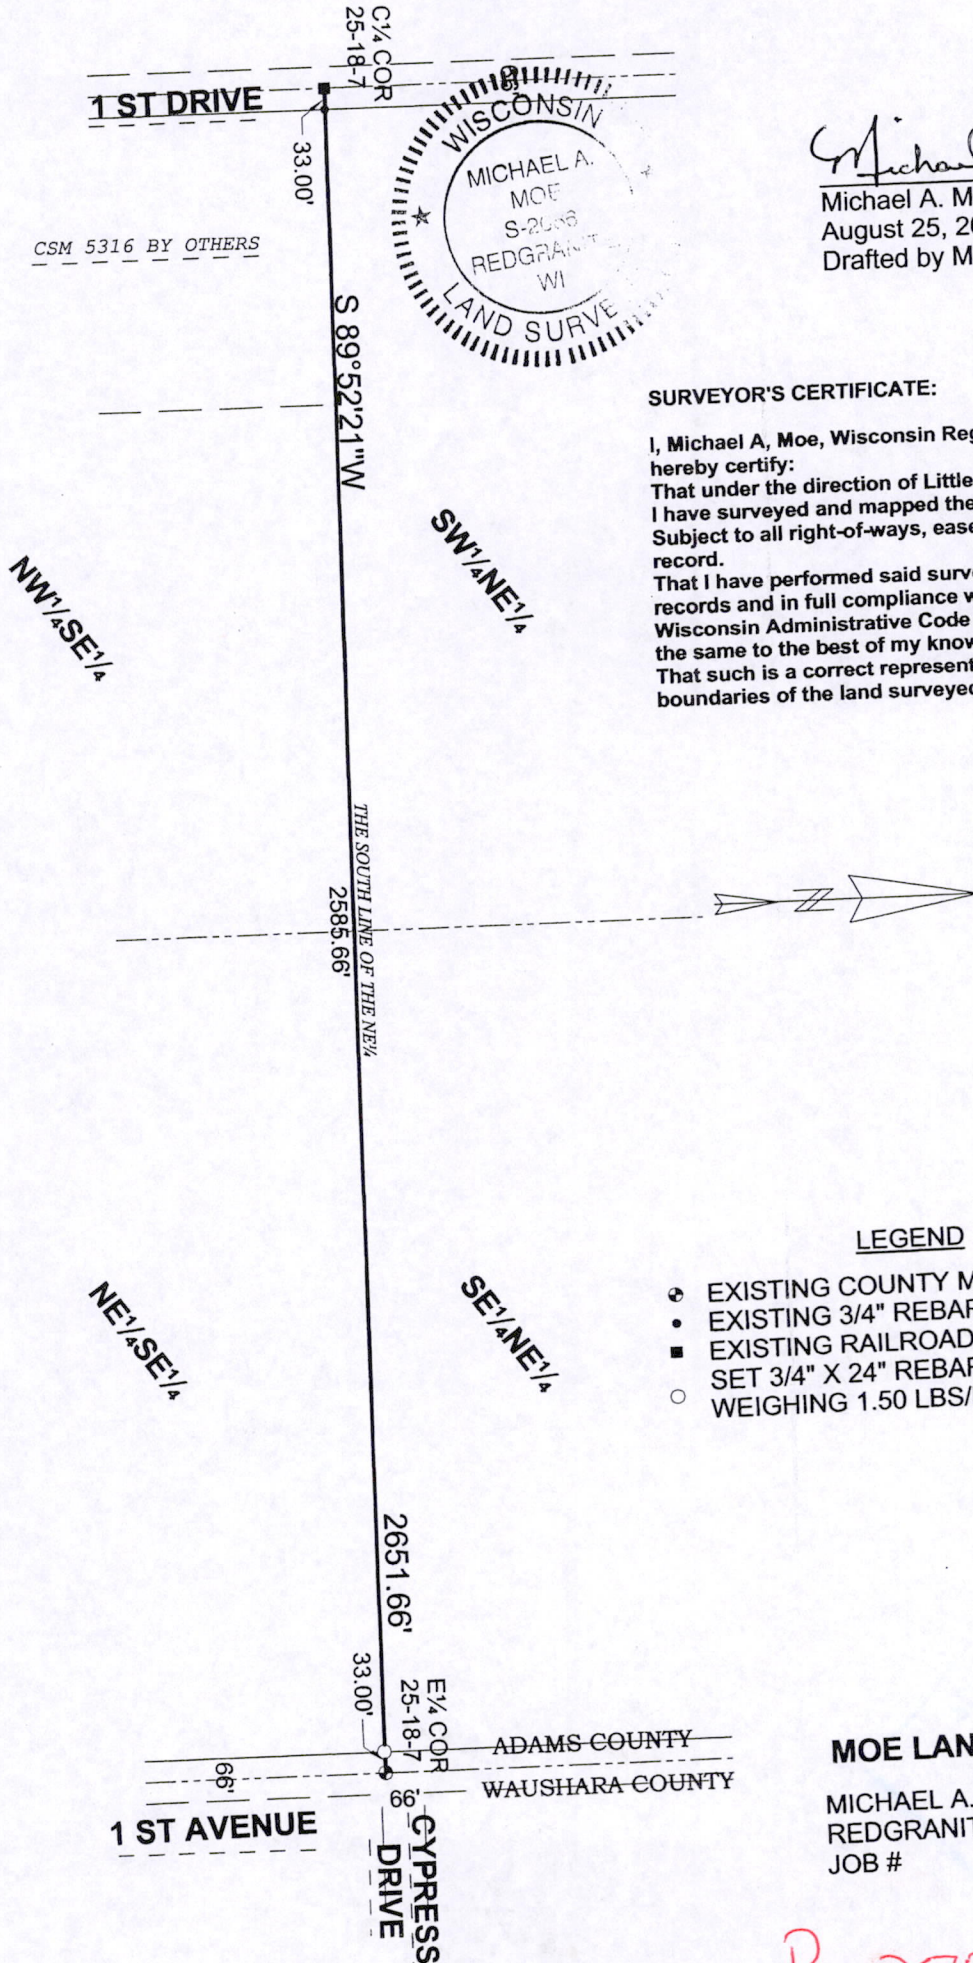 C¼ COR
25-18-7
1 ST DRIVE
33.00'
CSM 5316 BY OTHERS
WISCONSIN
MICHAEL A.
MOE
REDGRANITE
WI
LAND SURVE
Michael
Michael A. M
August 25, 20
Drafted by M
S 89°52'21"W
SURVEYOR'S CERTIFICATE:
I, Michael A, Moe, Wisconsin Reg
hereby certify:
That under the direction of Little
I have surveyed and mapped the
Subject to all right-of-ways, ease
record.
That I have performed said surve
records and in full compliance w
Wisconsin Administrative Code
the same to the best of my know
That such is a correct represent
boundaries of the land surveyed
SW¼NE¼
NW¼SE¼
THE SOUTH LINE OF THE NE¼
2585.66'
N
LEGEND
EXISTING COUNTY M
EXISTING 3/4" REBAR
EXISTING RAILROAD
SET 3/4" X 24" REBAR
WEIGHING 1.50 LBS/
NE¼SE¼
SE¼NE¼
2651.66'
33.00'
E¼ COR
25-18-7
ADAMS COUNTY
WAUSHARA COUNTY
66'
66'
1 ST AVENUE
CYPRESS
DRIVE
MOE LAN
MICHAEL A.
REDGRANIT
JOB #